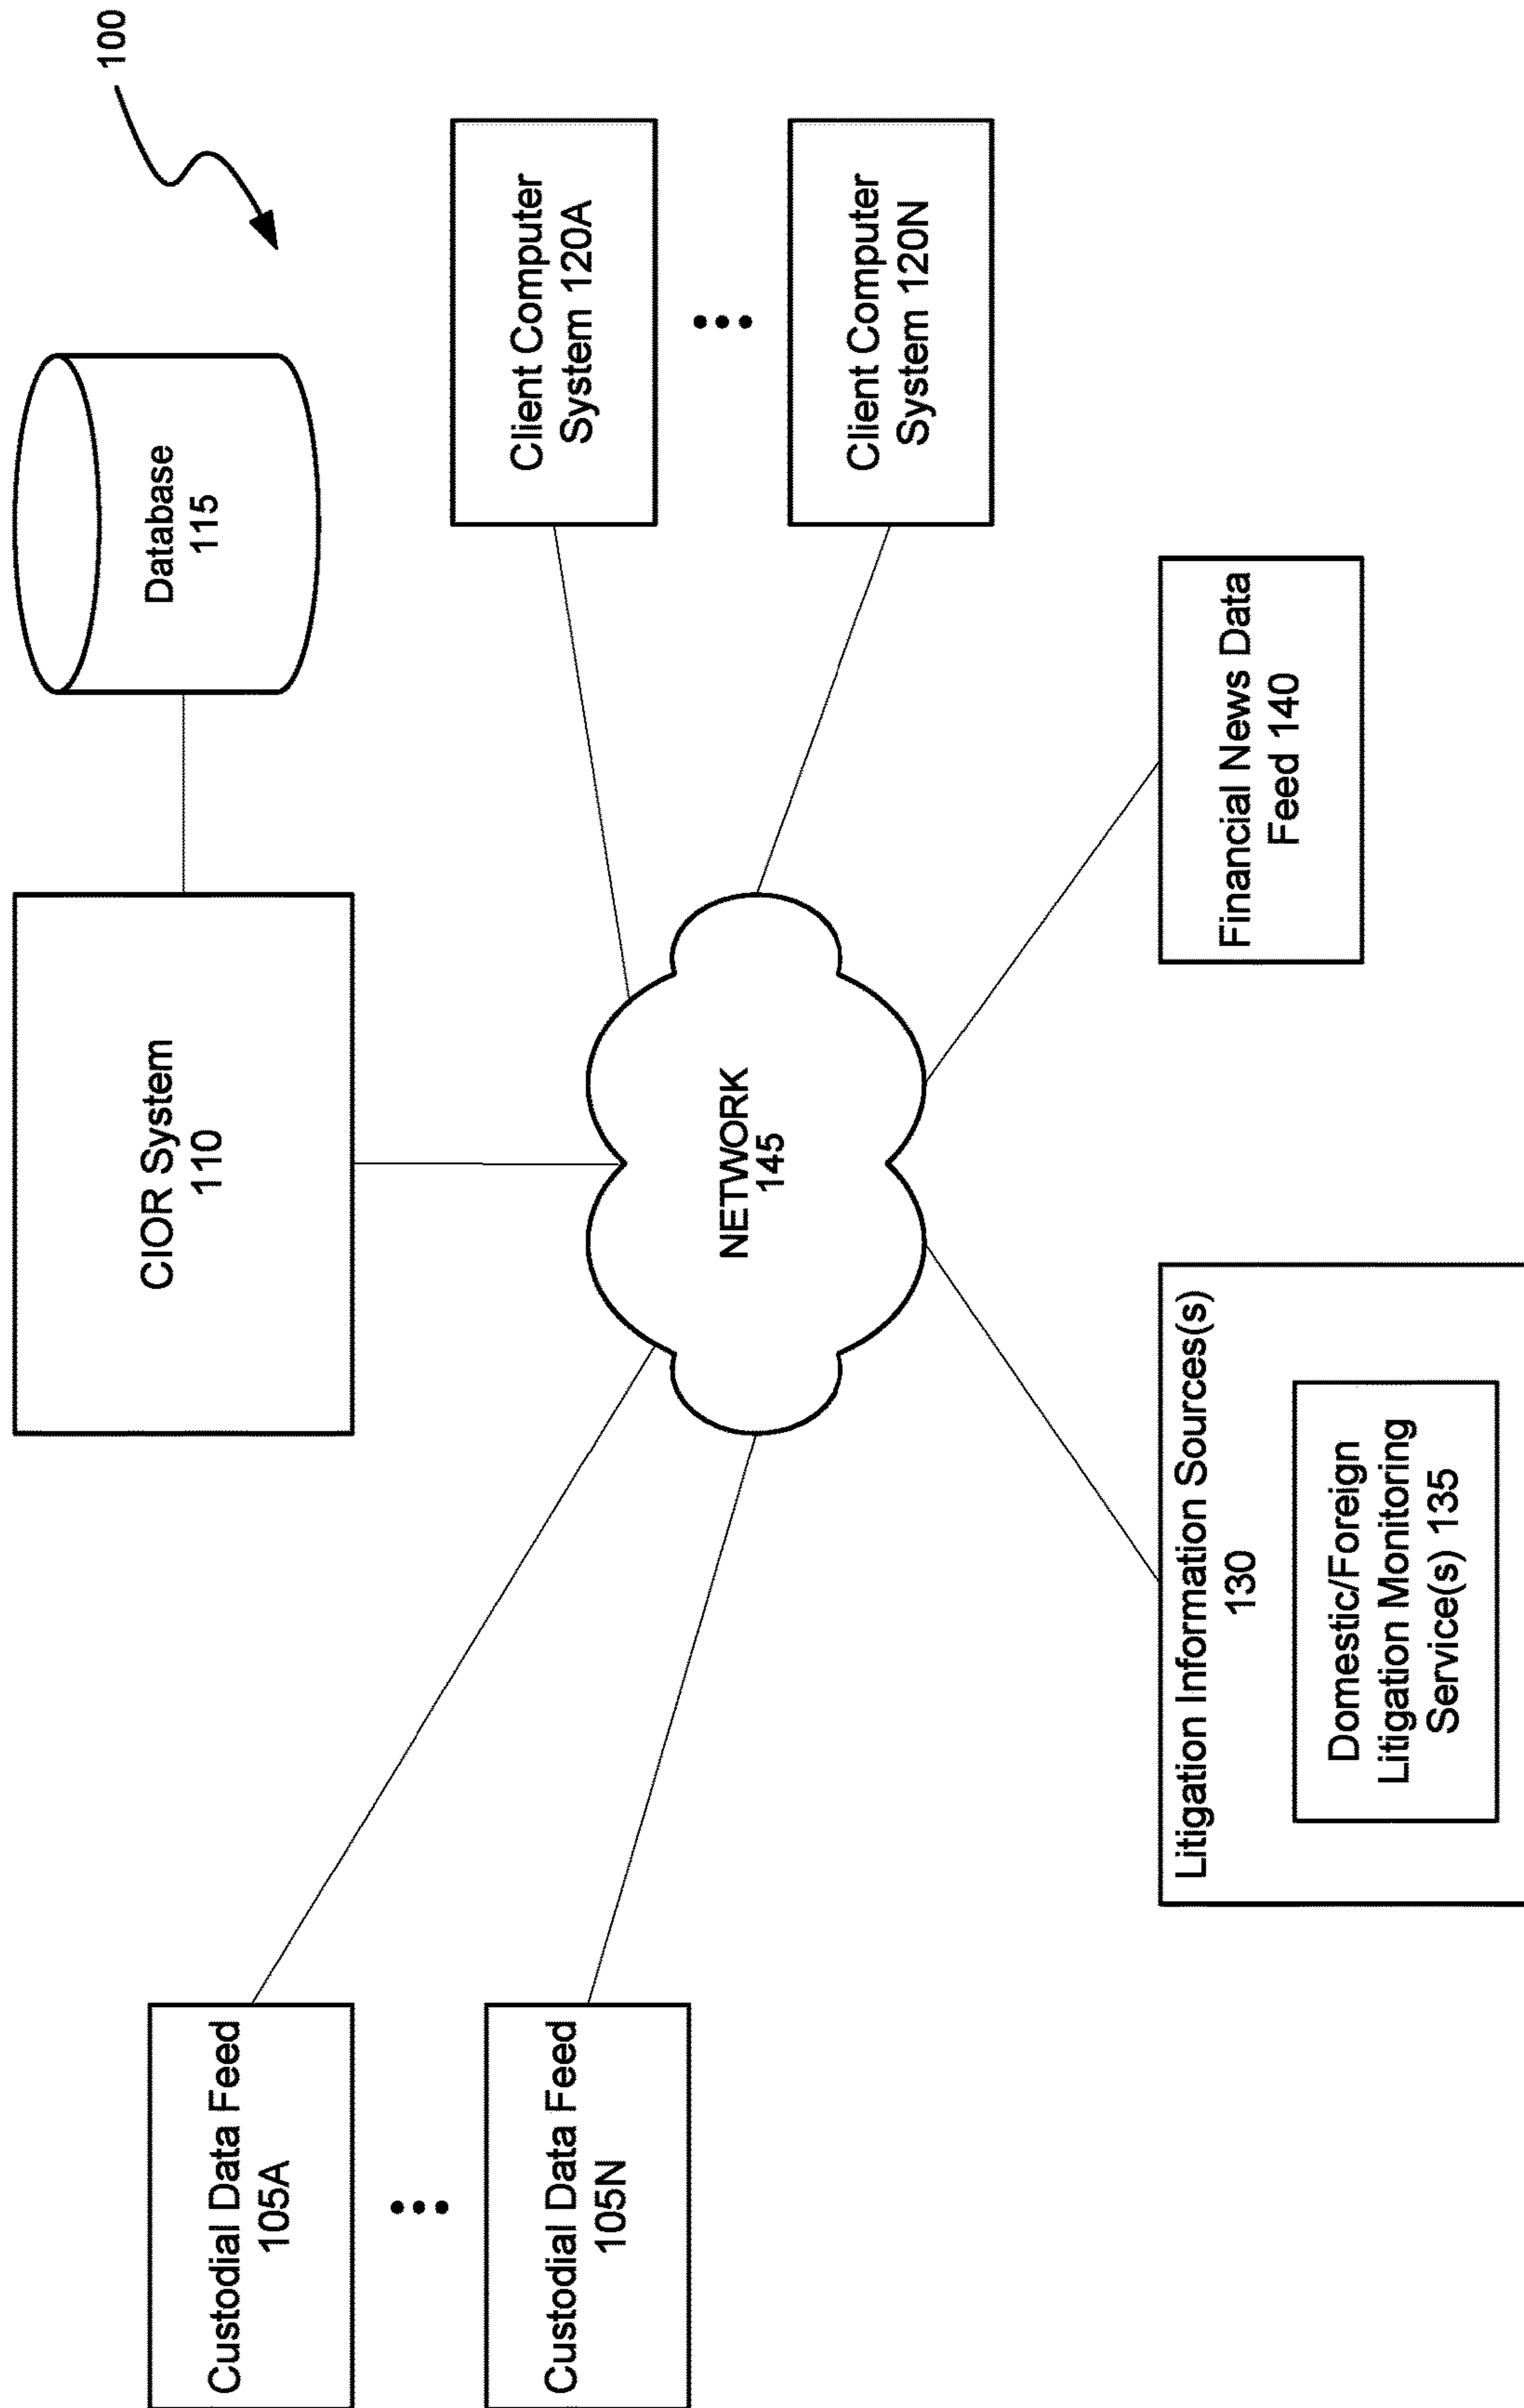 100
CIOR System
110
Database
115
Custodial Data Feed
105A
Custodial Data Feed
105N
NETWORK
145
Client Computer
System 120A
Client Computer
System 120N
Litigation Information Sources(s)
130
Domestic/Foreign
Litigation Monitoring
Service(s) 135
Financial News Data
Feed 140